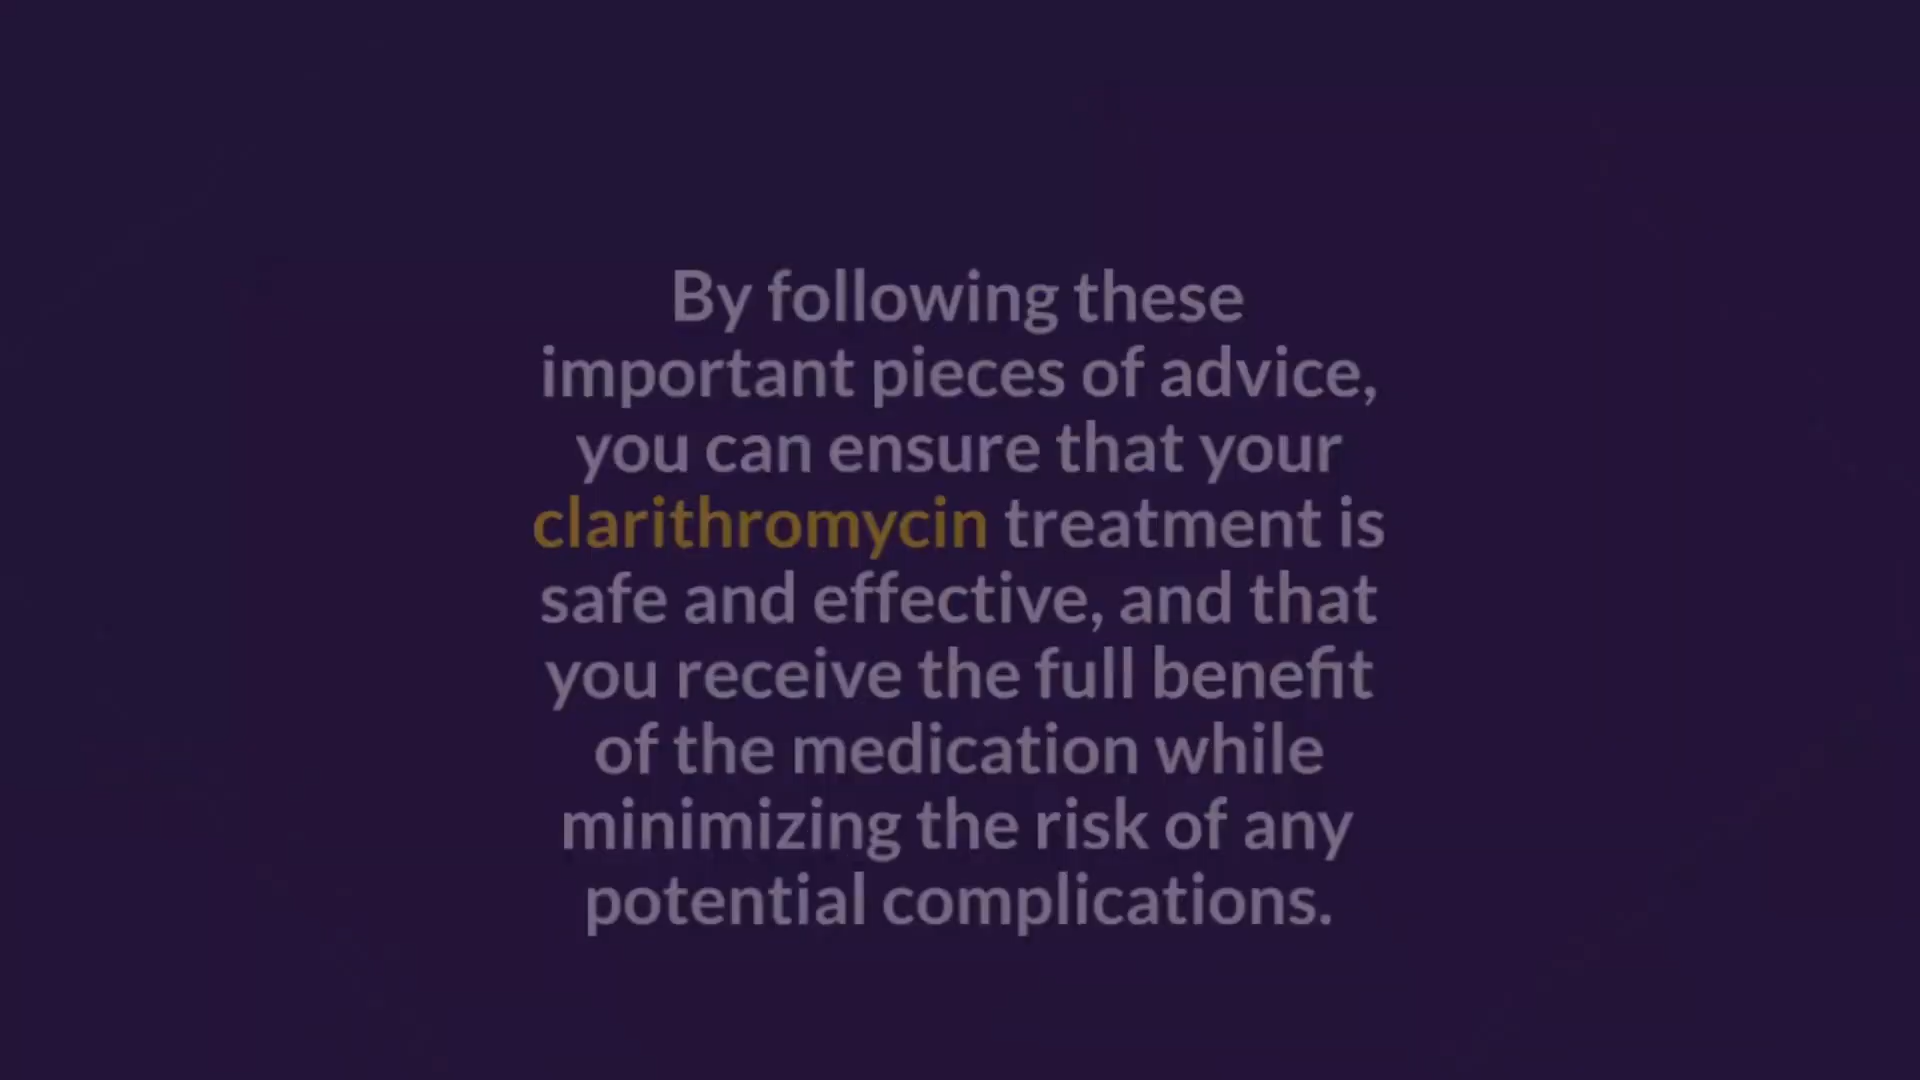 By following these
important pieces of advice,
you can ensure that your
clarithromycin treatment is
safe and effective, and that
you receive the full benefit
of the medication while
minimizing the risk of any
potential complications.